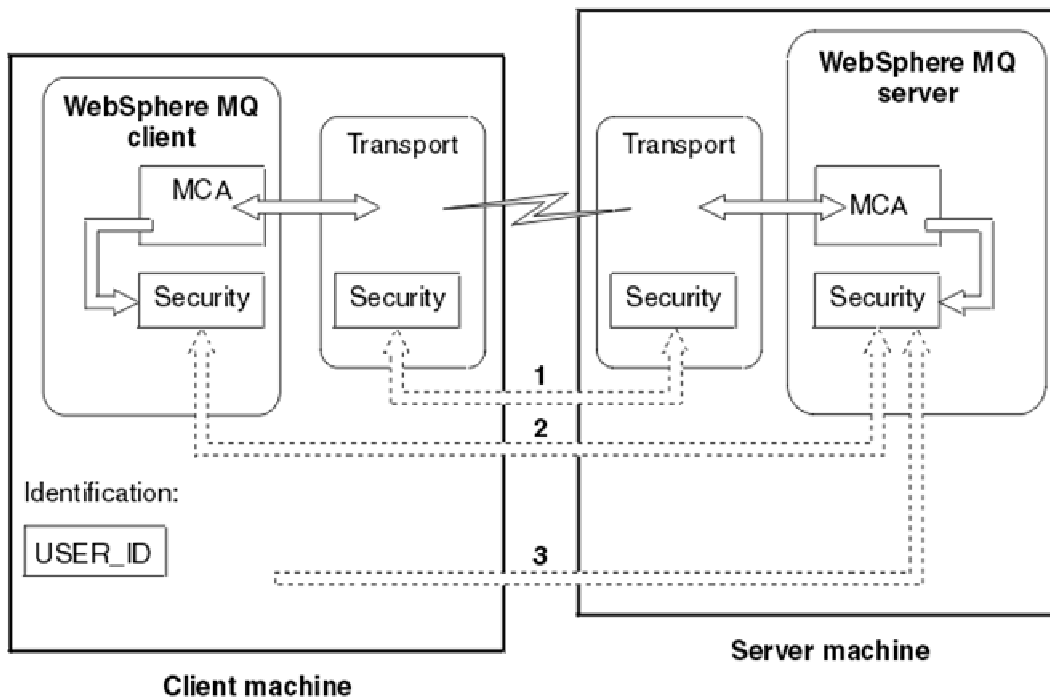 WebSphere MQ
client
MCA
Security
Transport
Security
Transport
Security
WebSphere MQ
server
MCA
Security
1
2
3
Identification:
USER_ID
Client machine
Server machine